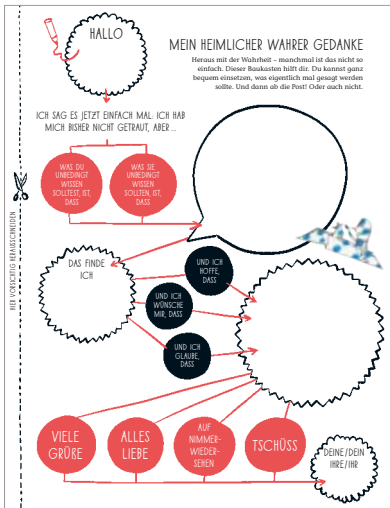 HALLO
MEIN HEIMLICHER WAHRER GEDANKE
Heraus mit der Wahrheit – manchmal ist das nicht so
einfach. Dieser Baukasten hilft dir. Du kannst ganz
bequem einsetzen, was eigentlich mal gesagt werden
sollte. Und dann ab die Post! Oder auch nicht.
ICH SAG ES JETZT EINFACH MAL: ICH HAB
MICH BISHER NICHT GETRAUT, ABER ...
WAS DU
UNBEDINGT
WISSEN
SOLLTEST, IST,
DASS
WAS SIE
UNBEDINGT
WISSEN
SOLLTEN, IST,
DASS
HIER VORSICHTIG HERAUSSCHNEIDEN
DAS FINDE
ICH
UND ICH
HOFFE,
DASS
UND ICH
WÜNSCHE
MIR, DASS
UND ICH
GLAUBE,
DASS
VIELE
GRÜßE
ALLES
LIEBE
AUF
NIMMER-
WIEDER-
SEHEN
TSCHÜSS
DEINE/DEIN
IHRE/IHR